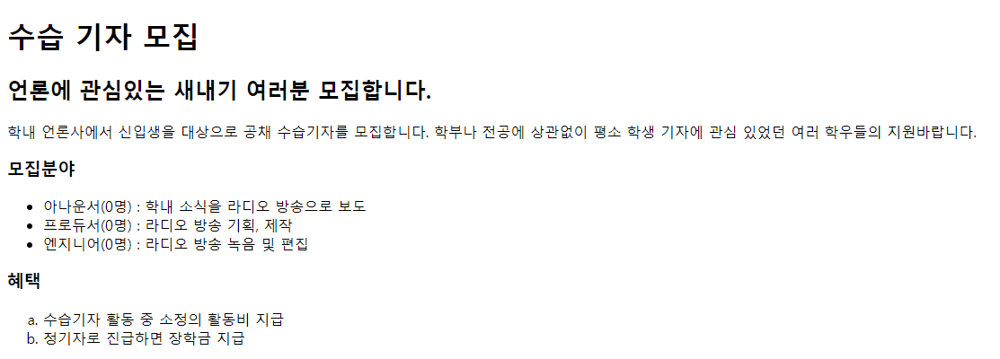 수습 기자 모집
언론에 관심있는 새내기 여러분 모집합니다.
학내 언론사에서 신입생을 대상으로 공채 수습기자를 모집합니다. 학부나 전공에 상관없이 평소 학생 기자에 관심 있었던 여러 학우들의 지원바랍니다.
모집분야
• 아나운서(0명) : 학내 소식을 라디오 방송으로 보도
• 프로듀서(0명) : 라디오 방송 기획, 제작
• 엔지니어(0명) : 라디오 방송 녹음 및 편집
혜택
a. 수습기자 활동 중 소정의 활동비 지급
b. 정기자로 진급하면 장학금 지급